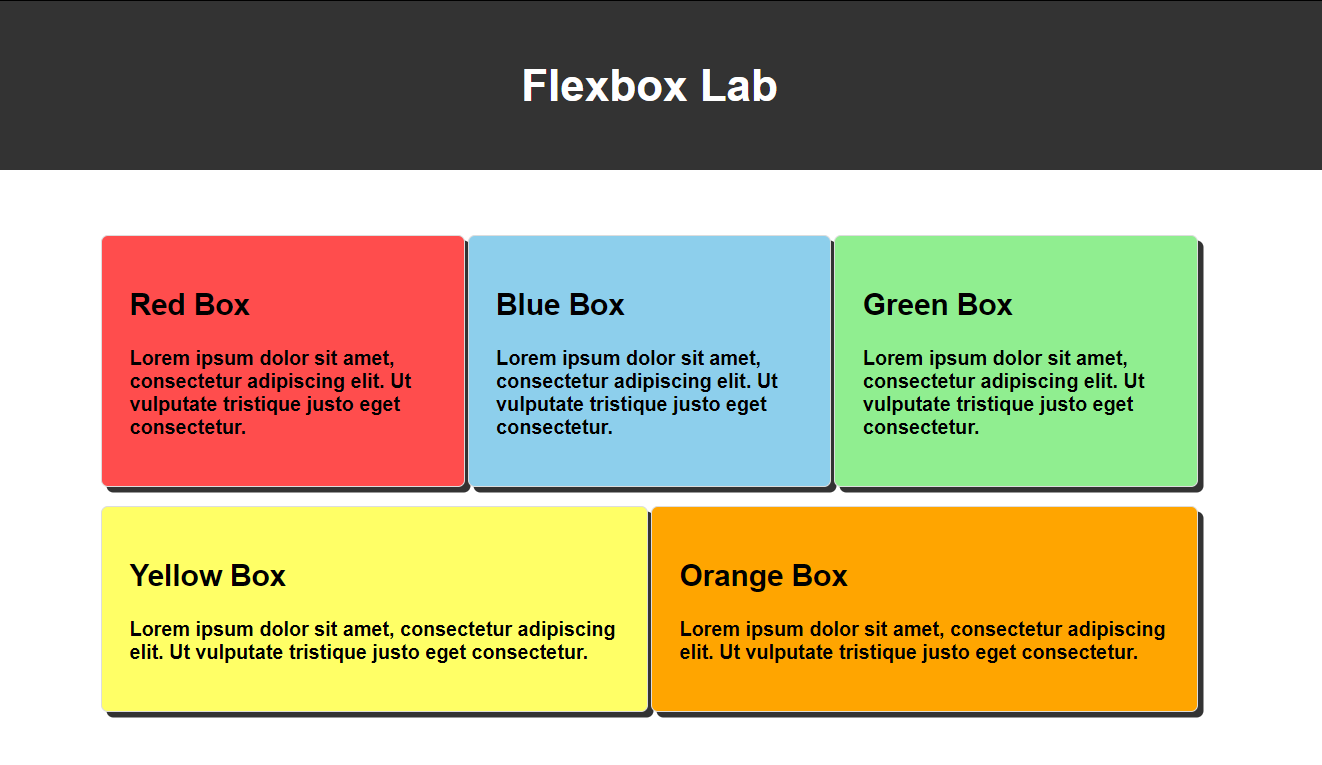 Flexbox Lab
Red Box
Lorem ipsum dolor sit amet,
consectetur adipiscing elit. Ut
vulputate tristique justo eget
consectetur.
Blue Box
Lorem ipsum dolor sit amet,
consectetur adipiscing elit. Ut
vulputate tristique justo eget
consectetur.
Green Box
Lorem ipsum dolor sit amet,
consectetur adipiscing elit. Ut
vulputate tristique justo eget
consectetur.
Yellow Box
Lorem ipsum dolor sit amet, consectetur adipiscing
elit. Ut vulputate tristique justo eget consectetur.
Orange Box
Lorem ipsum dolor sit amet, consectetur adipiscing
elit. Ut vulputate tristique justo eget consectetur.